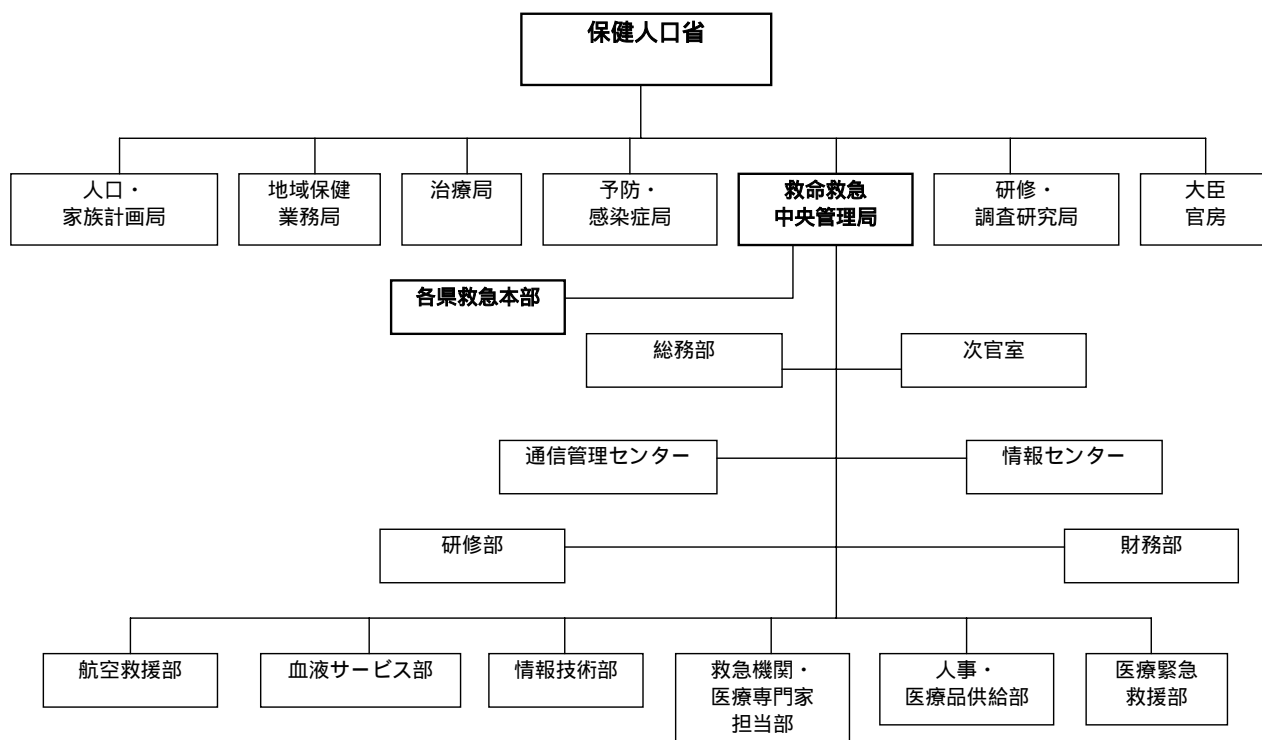 保健人口省
人口・
家族計画局
地域保健
業務局
治療局
予防・
感染症局
救命救急
中央管理局
研修・
調査研究局
大臣
官房
各県救急本部
総務部
次官室
通信管理センター
情報センター
研修部
財務部
航空救援部
血液サービス部
情報技術部
救急機関・
医療専門家
担当部
人事・
医療品供給部
医療緊急
救援部